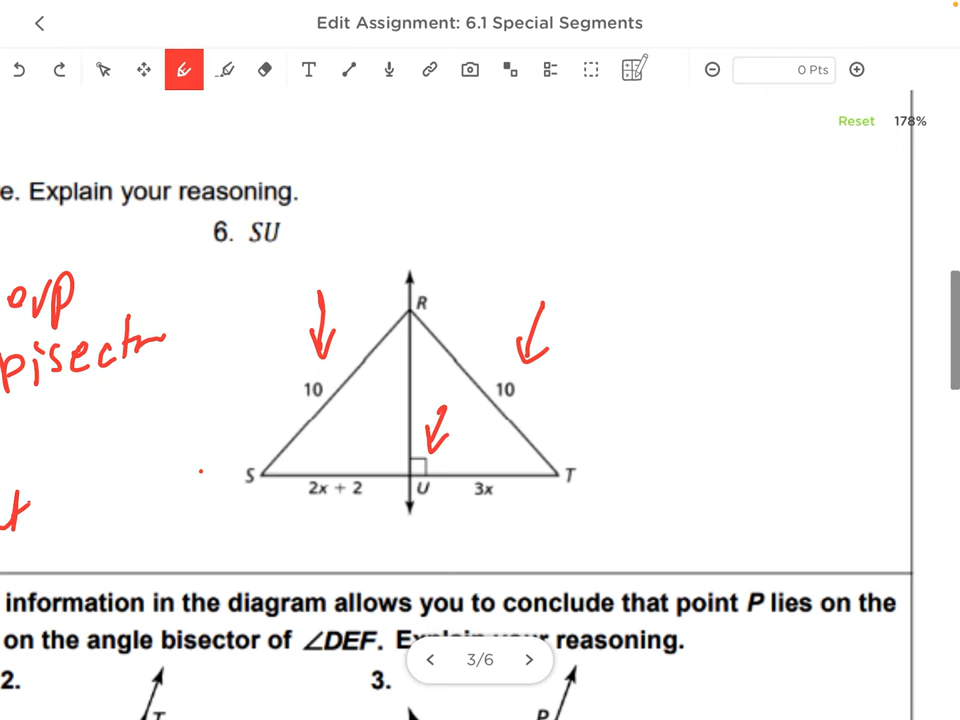 Edit Assignment: 6.1 Special Segments
T
0 Pts
Reset 178%
e. Explain your reasoning.
6. SU
R
10 10
S U T
2x + 2 3x
information in the diagram allows you to conclude that point P lies on the
on the angle bisector of ∠DEF. Explain your reasoning.
3/6
2. 3.
T P